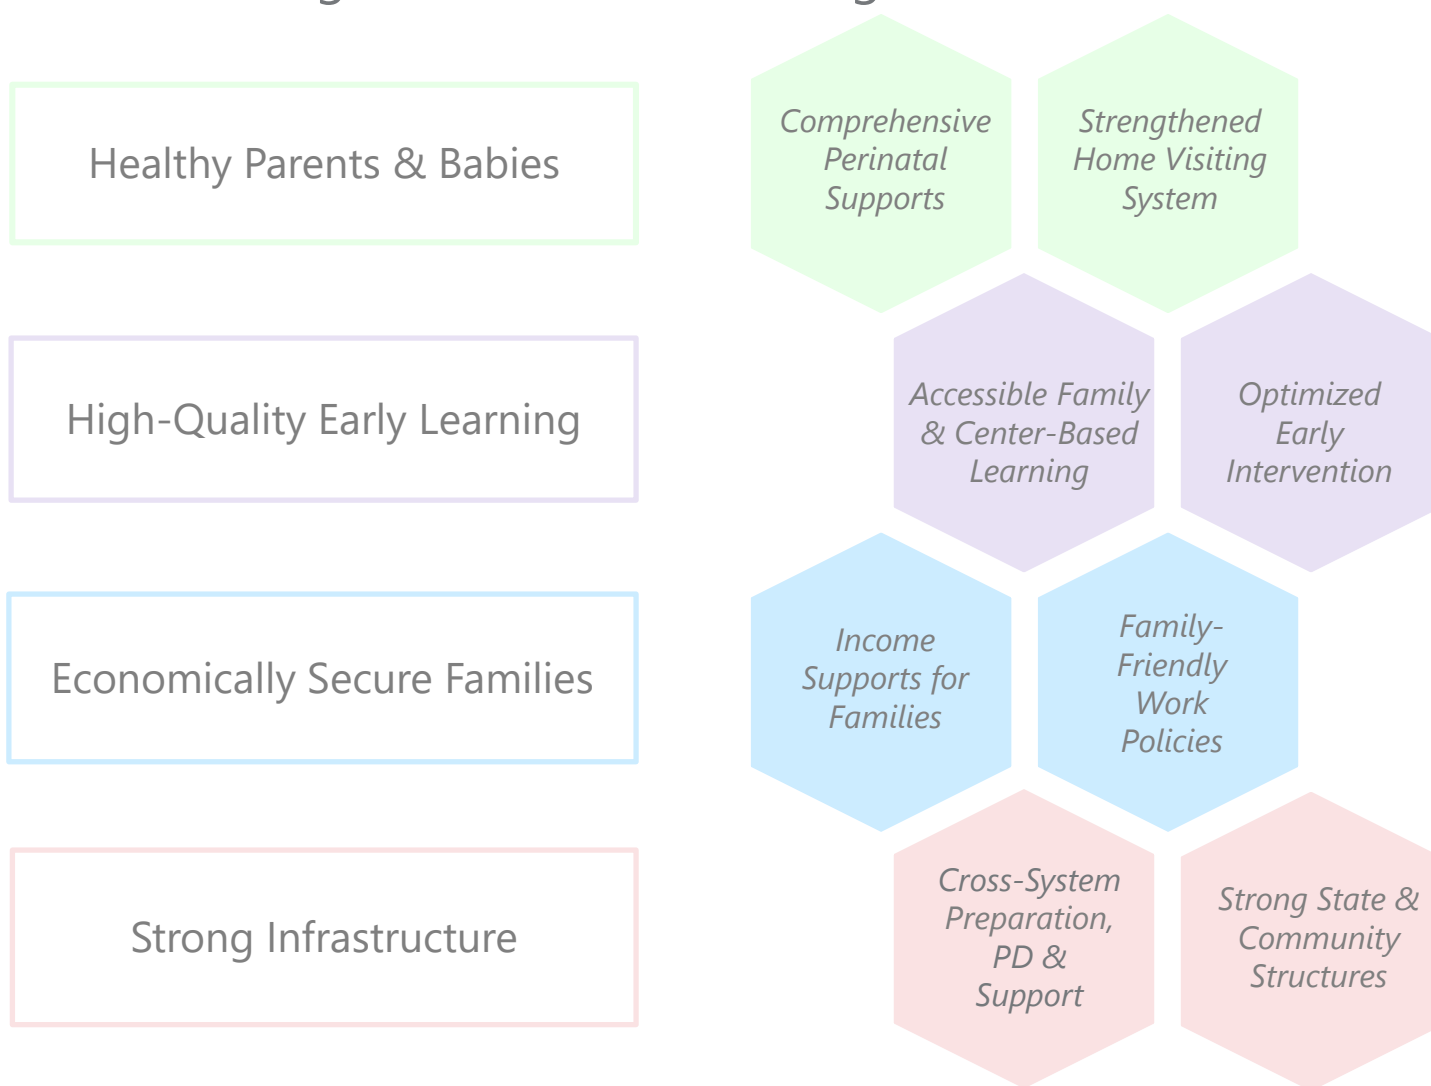 Healthy Parents & Babies
Comprehensive
Perinatal
Supports
Strengthened
Home Visiting
System
High-Quality Early Learning
Accessible Family
& Center-Based
Learning
Optimized
Early
Intervention
Economically Secure Families
Income
Supports for
Families
Family-
Friendly
Work
Policies
Strong Infrastructure
Cross-System
Preparation,
PD &
Support
Strong State &
Community
Structures